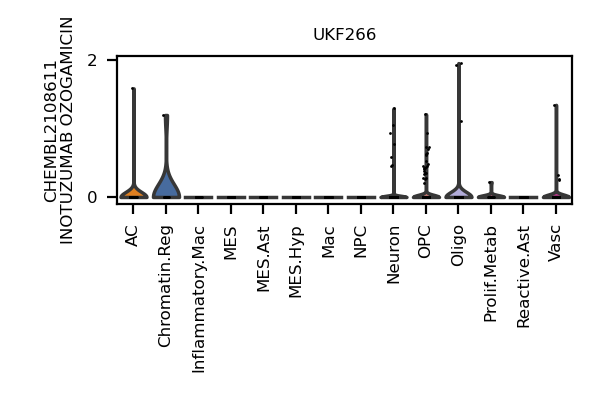 UKF266
CHEMBL2108611
INOTUZUMAB OZOGAMICIN
2
0
AC
Chromatin.Reg
Inflammatory.Mac
MES
MES.Ast
MES.Hyp
Mac
NPC
Neuron
OPC
Oligo
Prolif.Metab
Reactive.Ast
Vasc